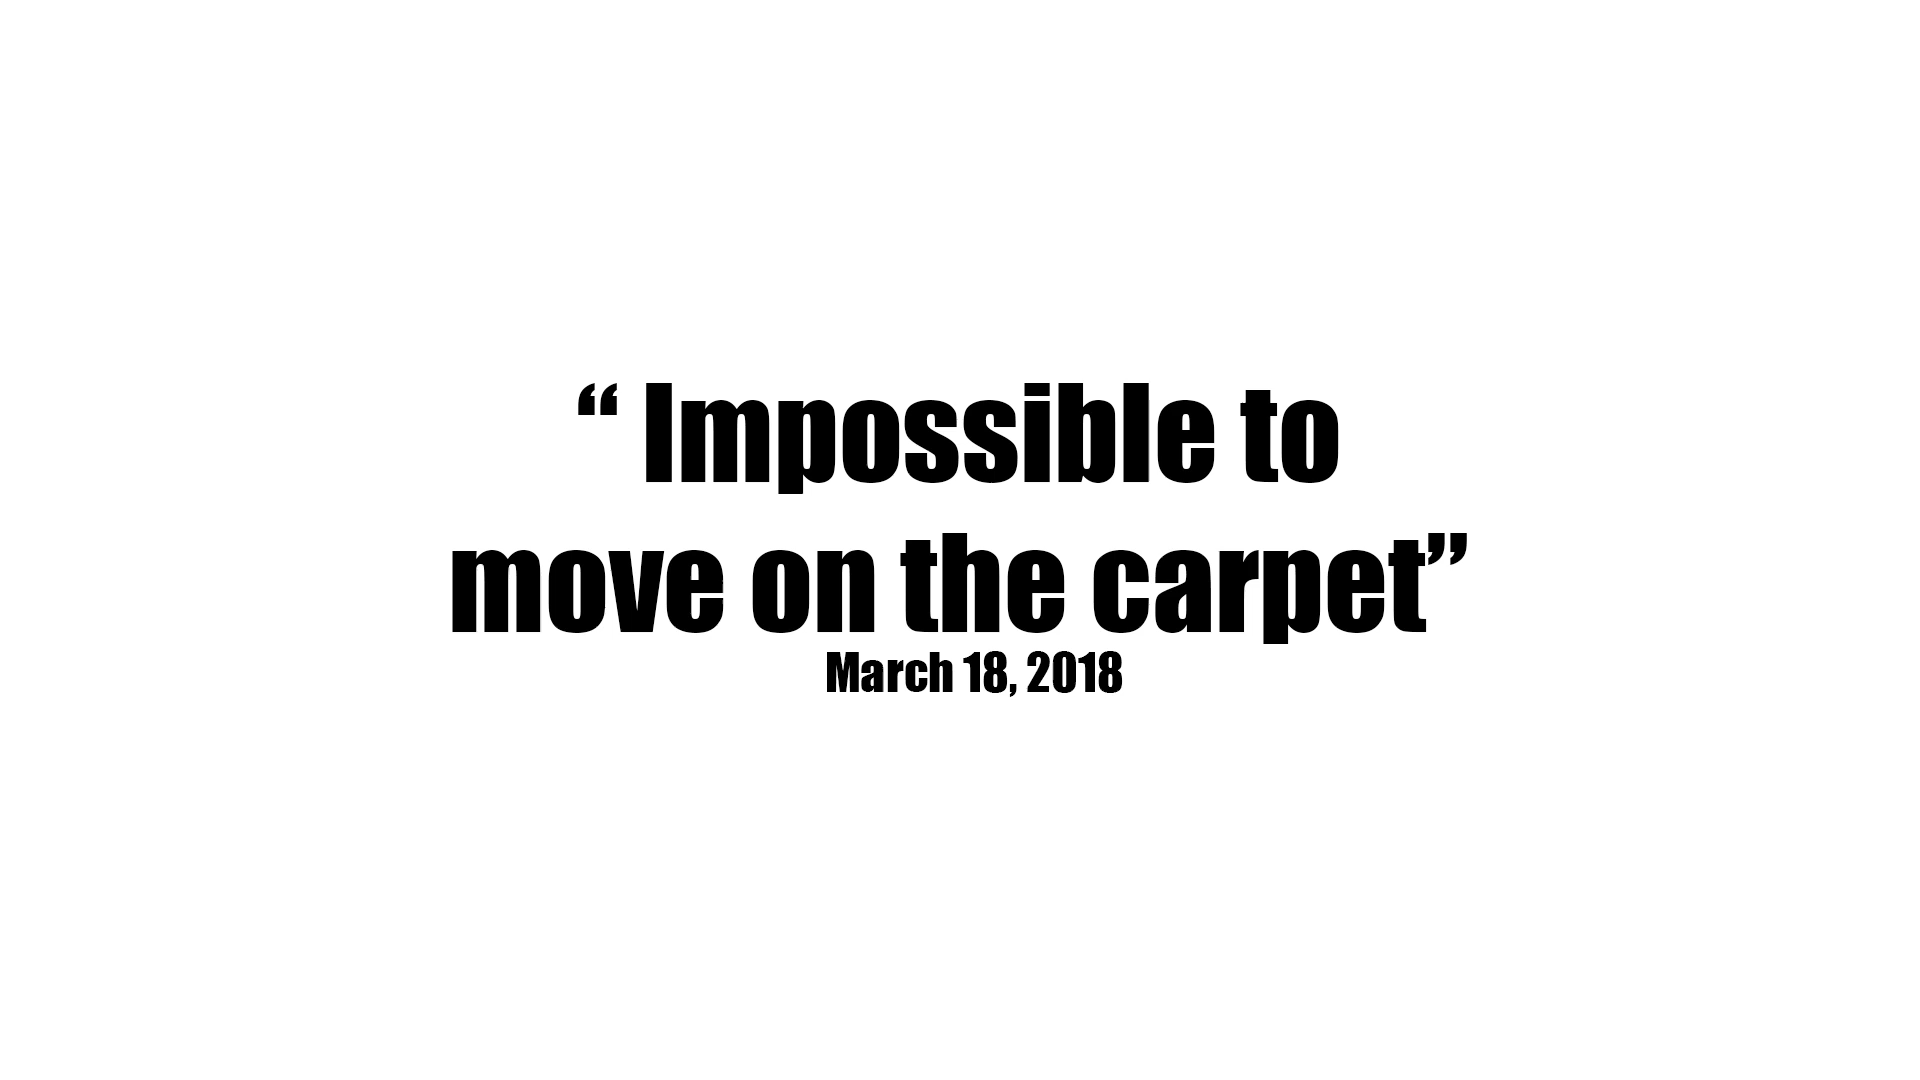 “ Impossible to
move on the carpet”
March 18, 2018